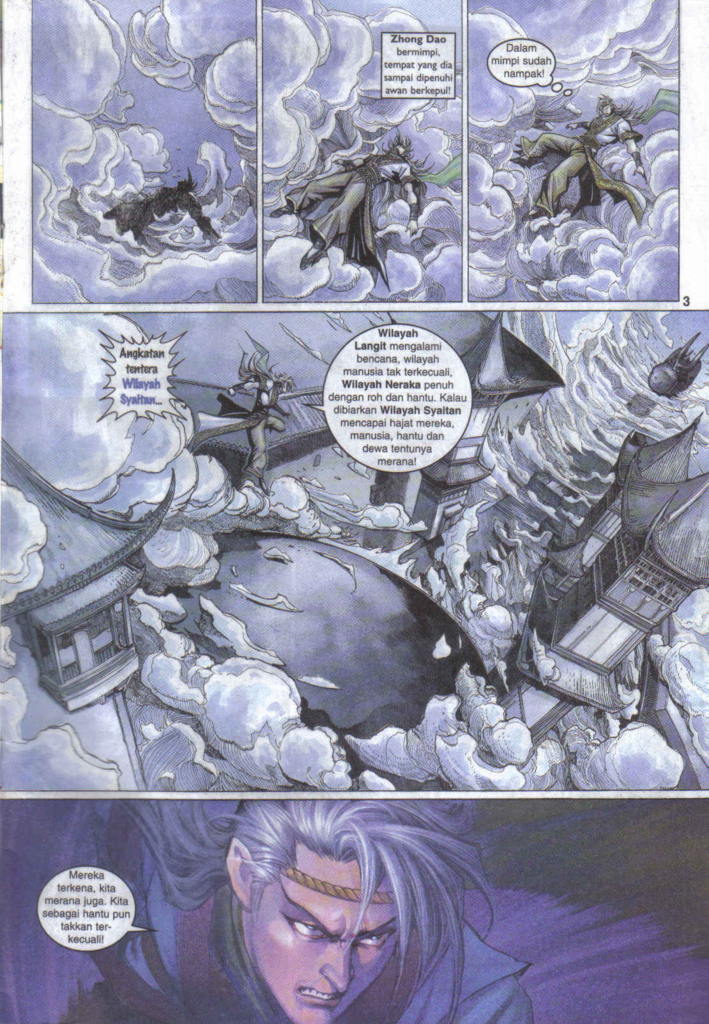 Zhong Dao
bermimpi,
tempat yang dia
sampai dipenuhi
awan berkepul!
Dalam
mimpi sudah
nampak!
3
Angkatan
tentera
Wilayah
Syaitan...
Wilayah
Langit mengalami
bencana, wilayah
manusia tak terkecuali,
Wilayah Neraka penuh
dengan roh dan hantu. Kalau
dibiarkan Wilayah Syaitan
mencapai hajat mereka,
manusia, hantu dan
dewa tentunya
merana!
Mereka
terkena, kita
merana juga. Kita
sebagai hantu pun
takkan ter-
kecuali!